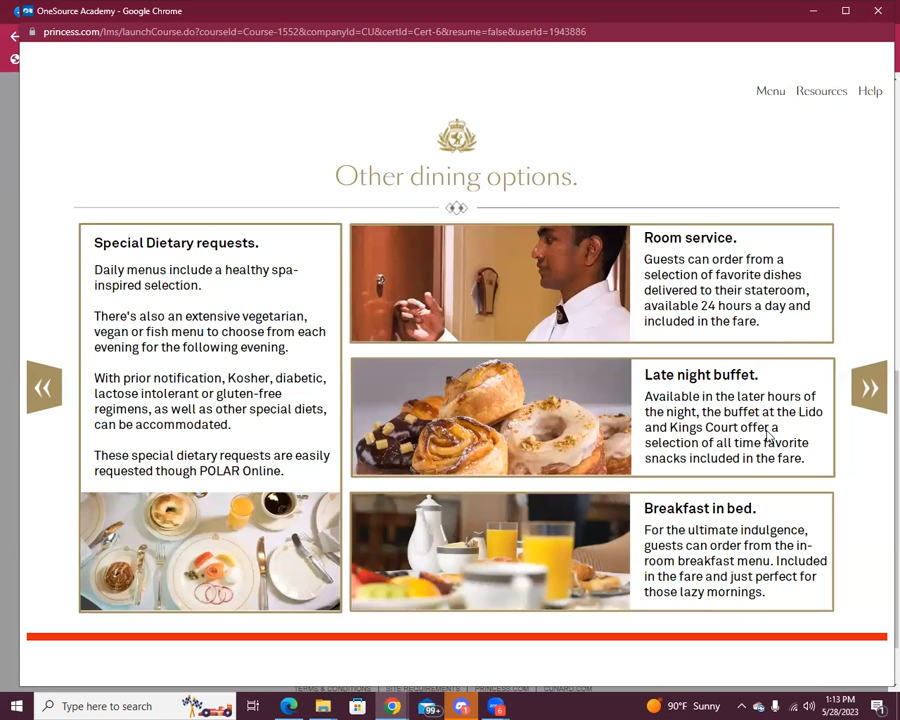 OneSource Academy - Google Chrome
princess.com/lms/launchCourse.do?courseId=Course-1552&companyId=CU&certId=Cert-6&resume=false&userId=1943886
Menu Resources Help
Other dining options.
Special Dietary requests.
Daily menus include a healthy spa-
inspired selection.
There's also an extensive vegetarian,
vegan or fish menu to choose from each
evening for the following evening.
With prior notification, Kosher, diabetic,
lactose intolerant or gluten-free
regimens, as well as other special diets,
can be accommodated.
These special dietary requests are easily
requested though POLAR Online.
Room service.
Guests can order from a
selection of favorite dishes
delivered to their stateroom,
available 24 hours a day and
included in the fare.
Late night buffet.
Available in the later hours of
the night, the buffet at the Lido
and Kings Court offer a
selection of all time favorite
snacks included in the fare.
Breakfast in bed.
For the ultimate indulgence,
guests can order from the in-
room breakfast menu. Included
in the fare and just perfect for
those lazy mornings.
TERMS & CONDITIONS | SITE REQUIREMENTS | PRINCESS.COM | CUNARD.COM
Type here to search
99+
1
6
90°F Sunny
1:13 PM
5/28/2023
1